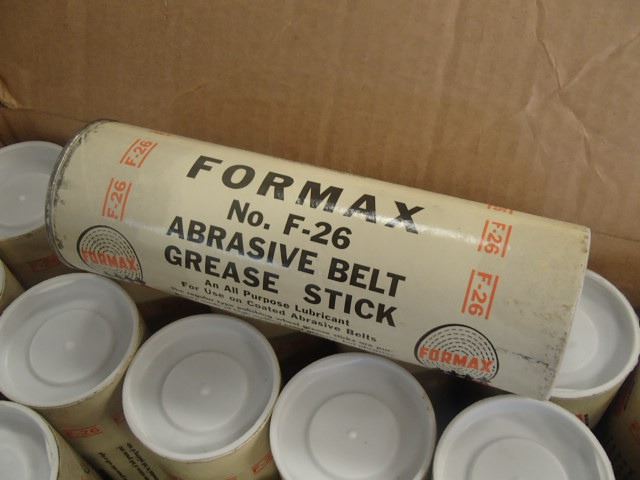 FORMAX
No. F-26
ABRASIVE BELT
GREASE STICK
An All Purpose Lubricant
For Use on Coated Abrasive Belts
F-26
F-26
FORMAX
F-26
F-26
FORMAX